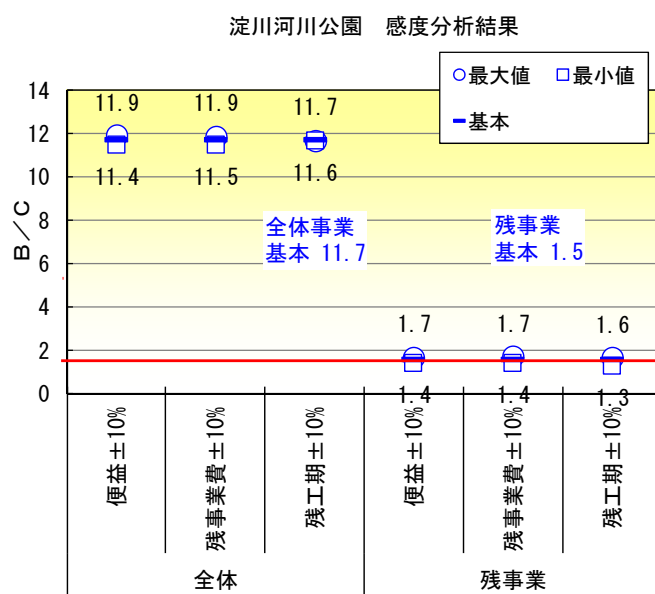 淀川河川公園　感度分析結果
最大値 最小値
基本
B／C
14
12
10
8
6
4
2
0
11.9 11.9 11.7
11.4 11.5 11.6
全体事業
基本 11.7
残事業
基本 1.5
1.7 1.7 1.6
1.4 1.4 1.3
便益±10%
残事業費±10%
残工期±10%
便益±10%
残事業費±10%
残工期±10%
全体 残事業